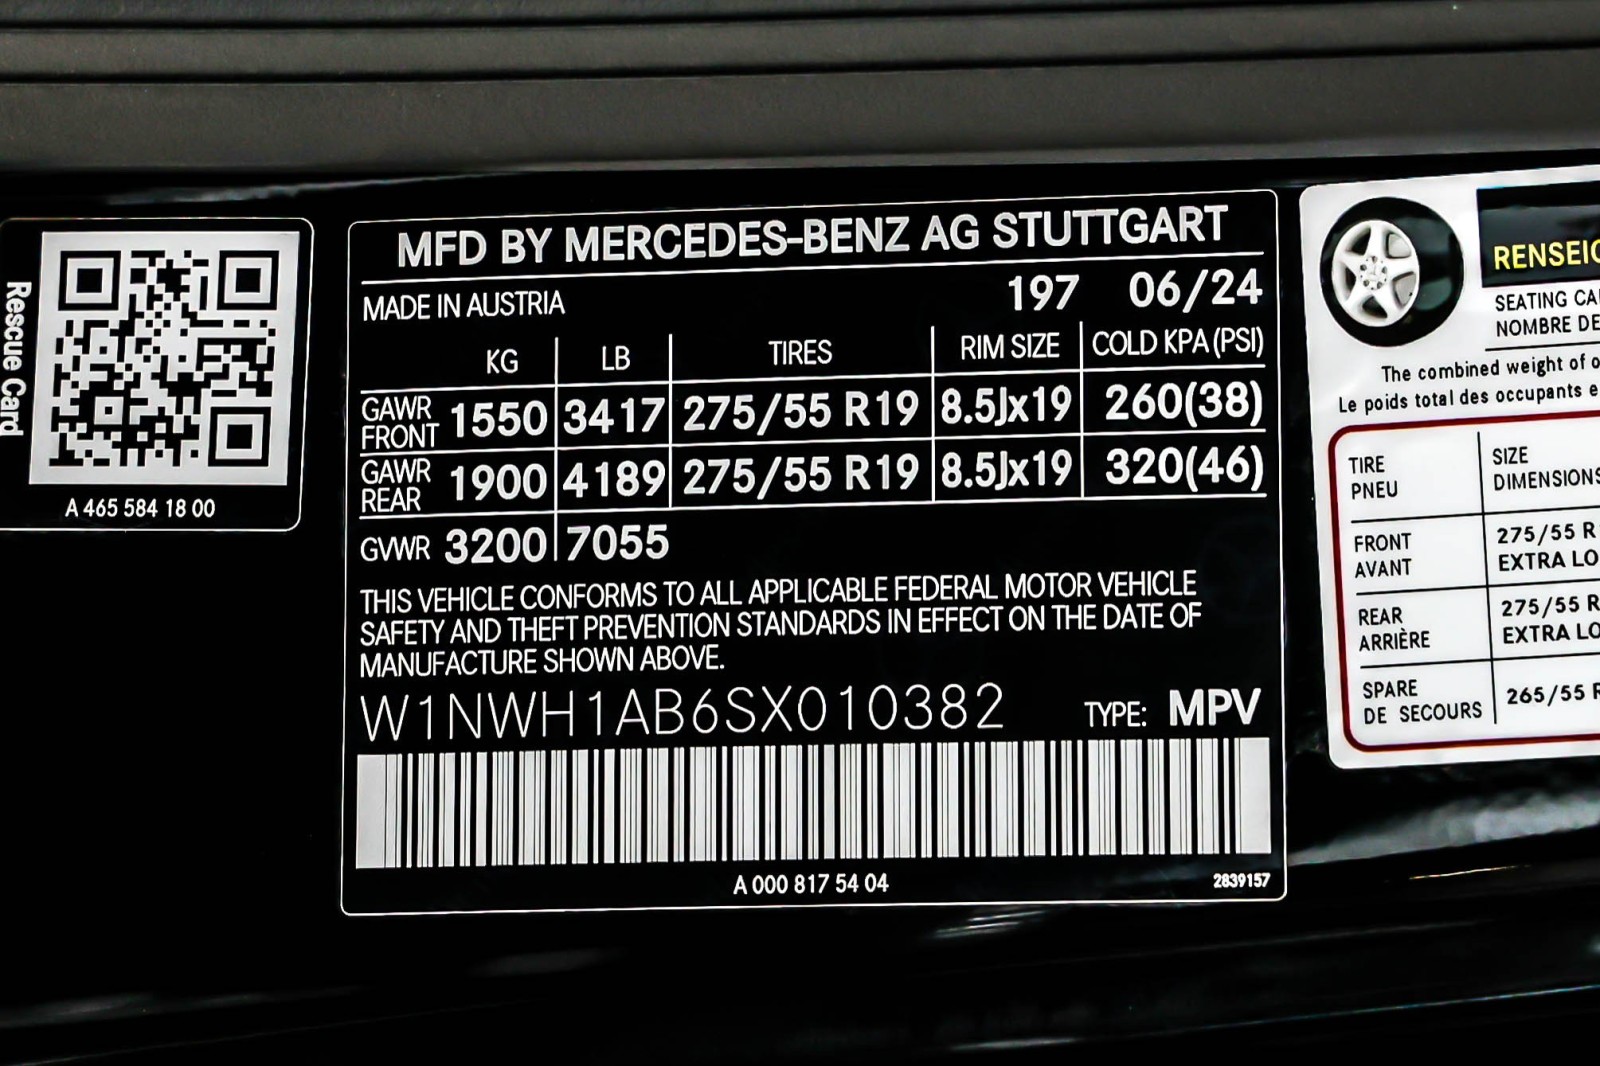 Rescue Card
A 465 584 18 00
MFD BY MERCEDES-BENZ AG STUTTGART
MADE IN AUSTRIA 197 06/24
KG LB TIRES RIM SIZE COLD KPA (PSI)
GAWR FRONT 1550 3417 275/55 R19 8.5Jx19 260(38)
GAWR REAR 1900 4189 275/55 R19 8.5Jx19 320(46)
GVWR 3200 7055
THIS VEHICLE CONFORMS TO ALL APPLICABLE FEDERAL MOTOR VEHICLE
SAFETY AND THEFT PREVENTION STANDARDS IN EFFECT ON THE DATE OF
MANUFACTURE SHOWN ABOVE.
W1NWH1AB6SX010382 TYPE: MPV
A 000 817 54 04 2839157
SEATING
NOMBRE DE
The combined weight of
Le poids total des occupants
TIRE SIZE
PNEU DIMENSIONS
FRONT 275/55 R
AVANT EXTRA
REAR 275/55 R
ARRIÈRE EXTRA
SPARE 265/55
DE SECOURS